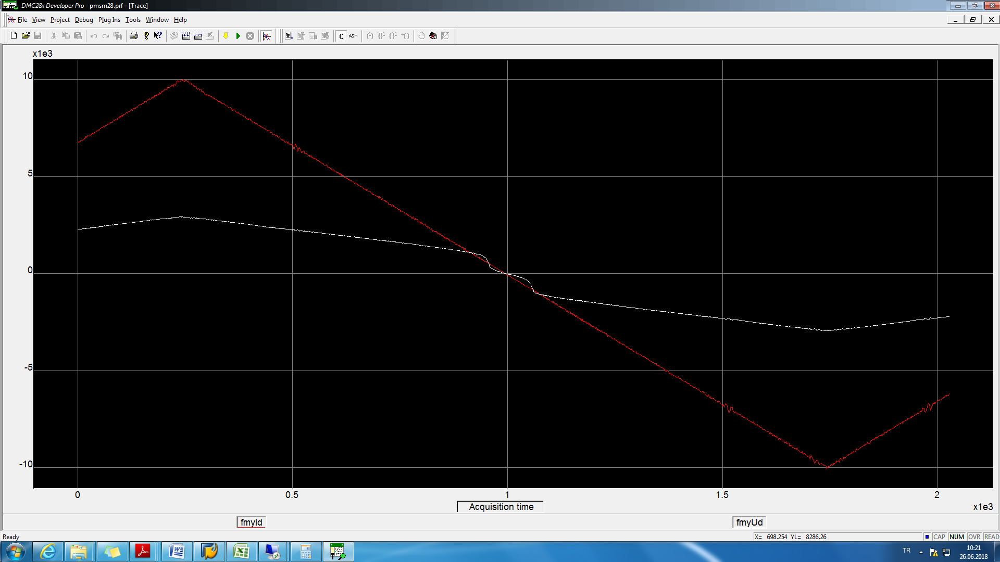 DMC28x Developer Pro - pmsm28.prf - [Trace]
File View Project Debug Plug Ins Tools Window Help
C ASM
x1e3
10
5
0
-5
-10
0 0.5 1 1.5 2
Acquisition time x1e3
fmyId fmyUd
Ready X= 698.254 YL= 8286.26 CAP NUM OVR READ
TR 10:21
26.06.2018